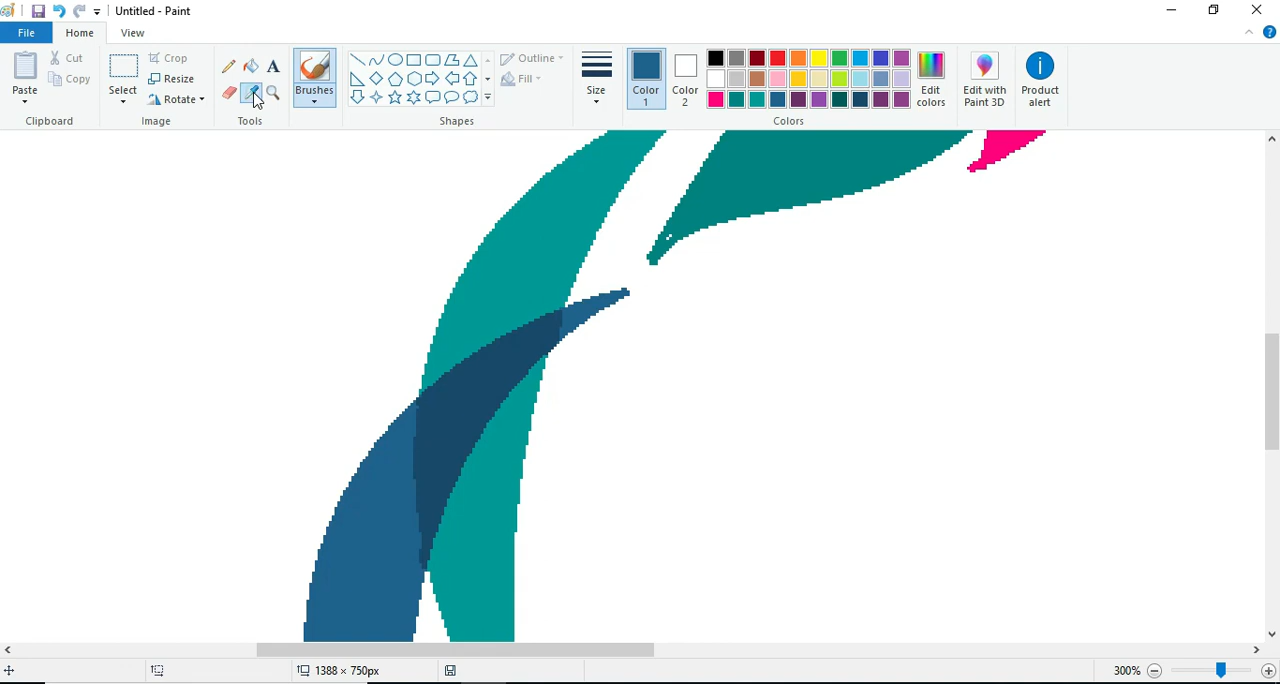 Untitled - Paint
File Home View
Paste Cut Copy
Select Crop Resize Rotate
A
Brushes
Outline Fill
Size
Color 1
Color 2
Edit colors
Edit with Paint 3D
Product alert
Clipboard Image Tools Shapes Colors
1388 × 750px
300%